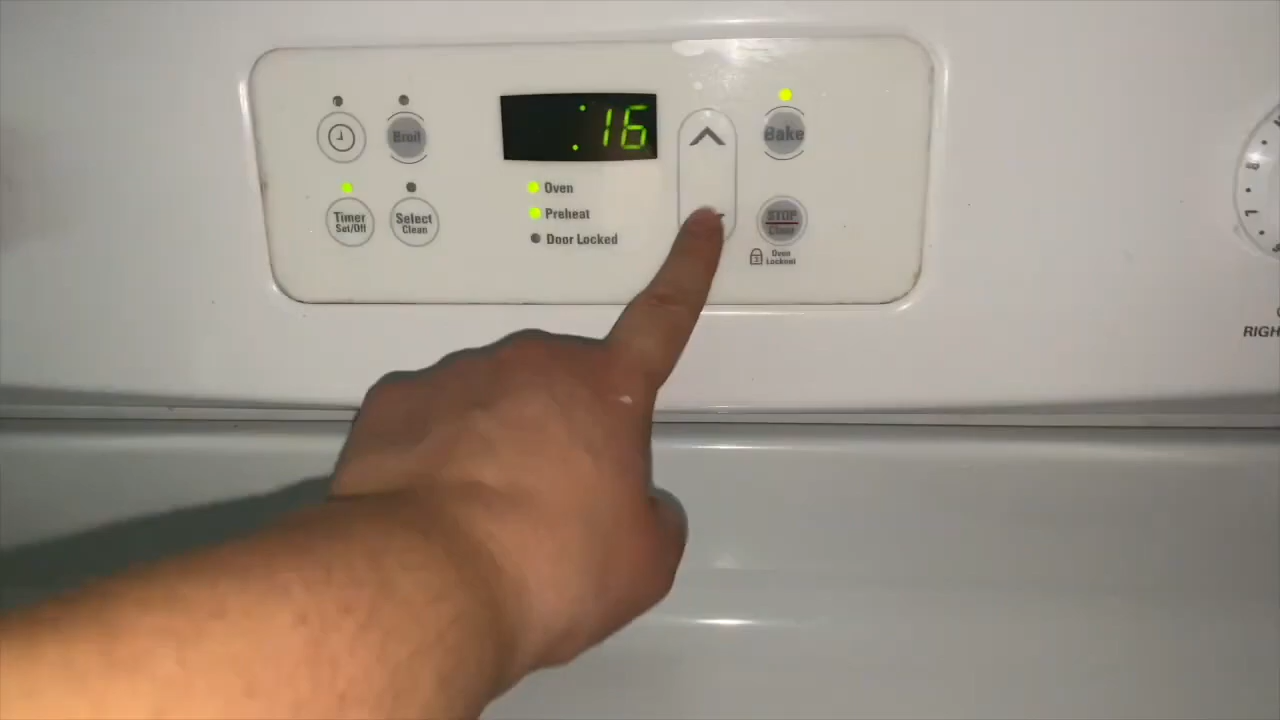 Broil
:16
Bake
Oven
Timer
Set/Off
Select
Clean
Preheat
STOP
Clear
Door Locked
Oven
Lockout
RIGH